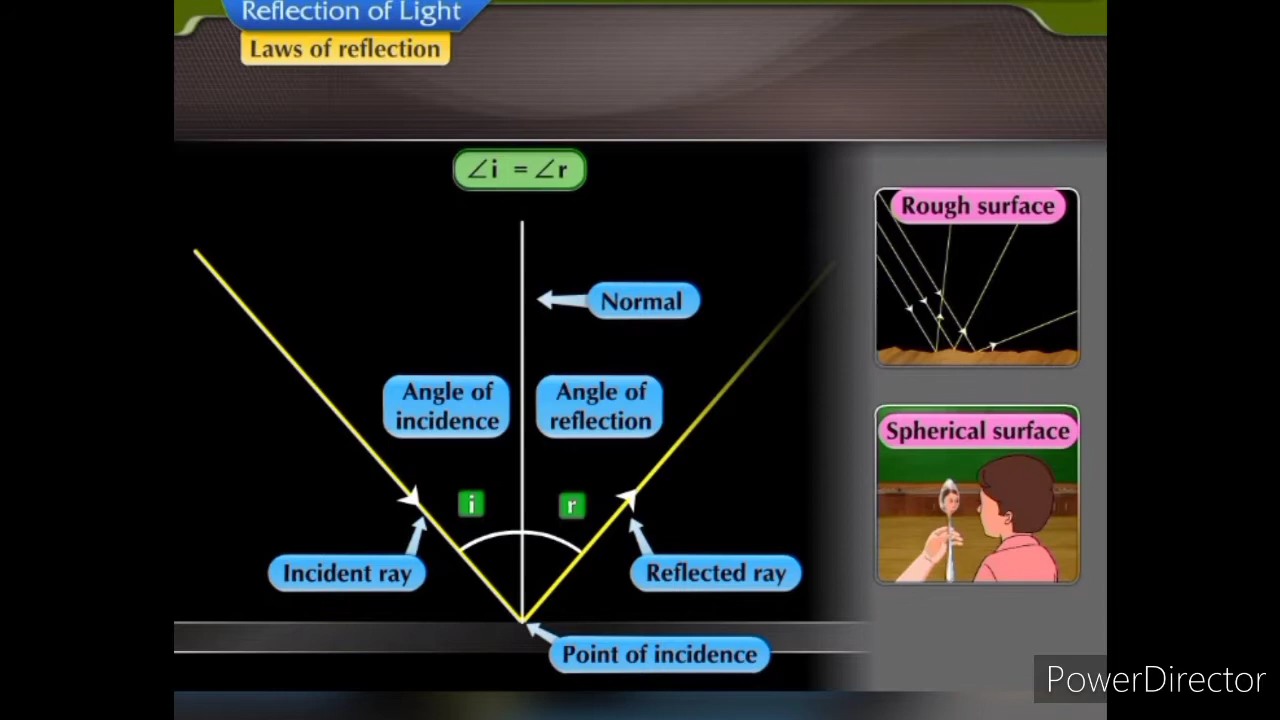 Reflection of Light
Laws of reflection
∠i = ∠r
Rough surface
Normal
Angle of
incidence
Angle of
reflection
Spherical surface
i
r
Incident ray
Reflected ray
Point of incidence
PowerDirector